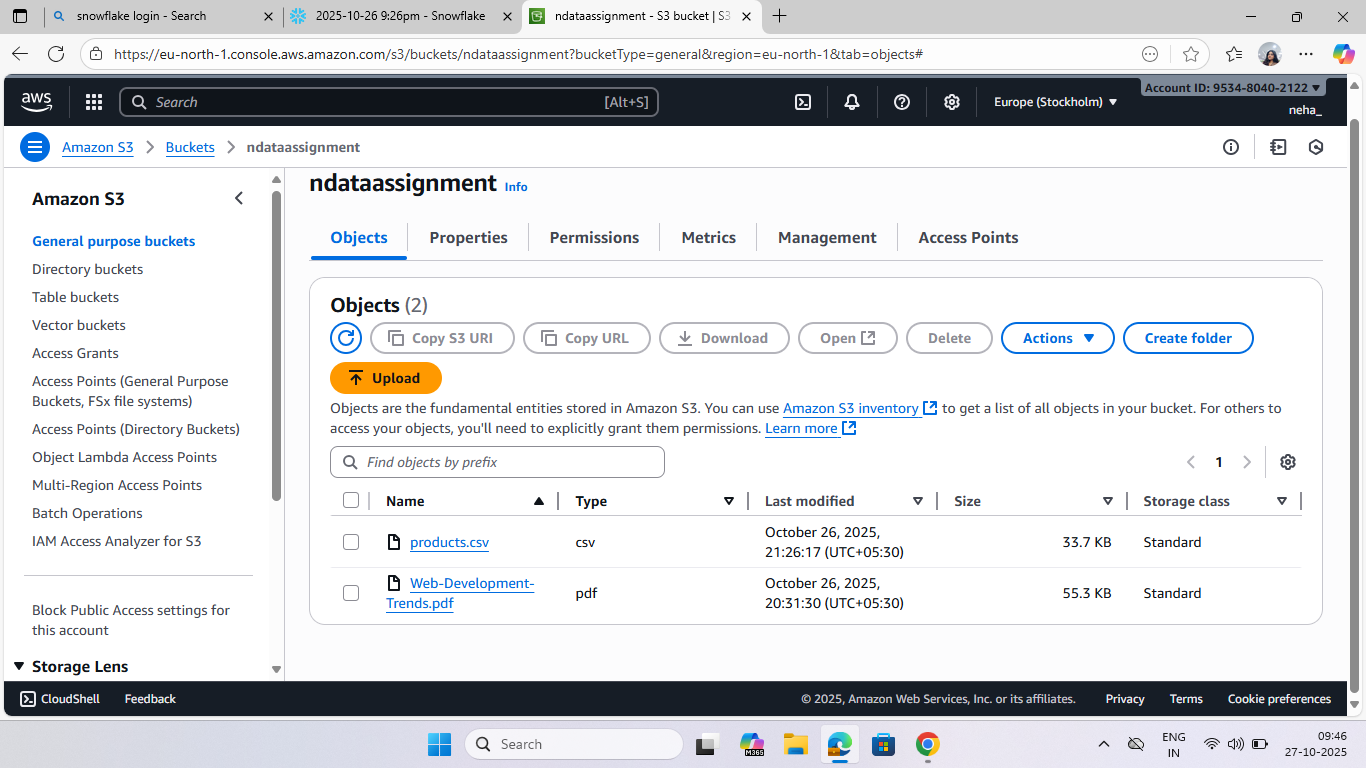 snowflake login - Search
2025-10-26 9:26pm - Snowflake
ndataassignment - S3 bucket | S3
https://eu-north-1.console.aws.amazon.com/s3/buckets/ndataassignment?bucketType=general&region=eu-north-1&tab=objects#
aws
Search
[Alt+S]
Europe (Stockholm)
Account ID: 9534-8040-2122
neha_
Amazon S3
Buckets
ndataassignment
Amazon S3
General purpose buckets
Directory buckets
Table buckets
Vector buckets
Access Grants
Access Points (General Purpose
Buckets, FSx file systems)
Access Points (Directory Buckets)
Object Lambda Access Points
Multi-Region Access Points
Batch Operations
IAM Access Analyzer for S3
Block Public Access settings for
this account
Storage Lens
ndataassignment Info
Objects
Properties
Permissions
Metrics
Management
Access Points
Objects (2)
Copy S3 URI
Copy URL
Download
Open
Delete
Actions
Create folder
Upload
Objects are the fundamental entities stored in Amazon S3. You can use Amazon S3 inventory to get a list of all objects in your bucket. For others to
access your objects, you'll need to explicitly grant them permissions. Learn more
Find objects by prefix
1
Name Type Last modified Size Storage class
products.csv csv October 26, 2025, 33.7 KB Standard
21:26:17 (UTC+05:30)
Web-Development- pdf October 26, 2025, 55.3 KB Standard
Trends.pdf 20:31:30 (UTC+05:30)
CloudShell
Feedback
© 2025, Amazon Web Services, Inc. or its affiliates.
Privacy
Terms
Cookie preferences
Search
M365
ENG
IN
09:46
27-10-2025